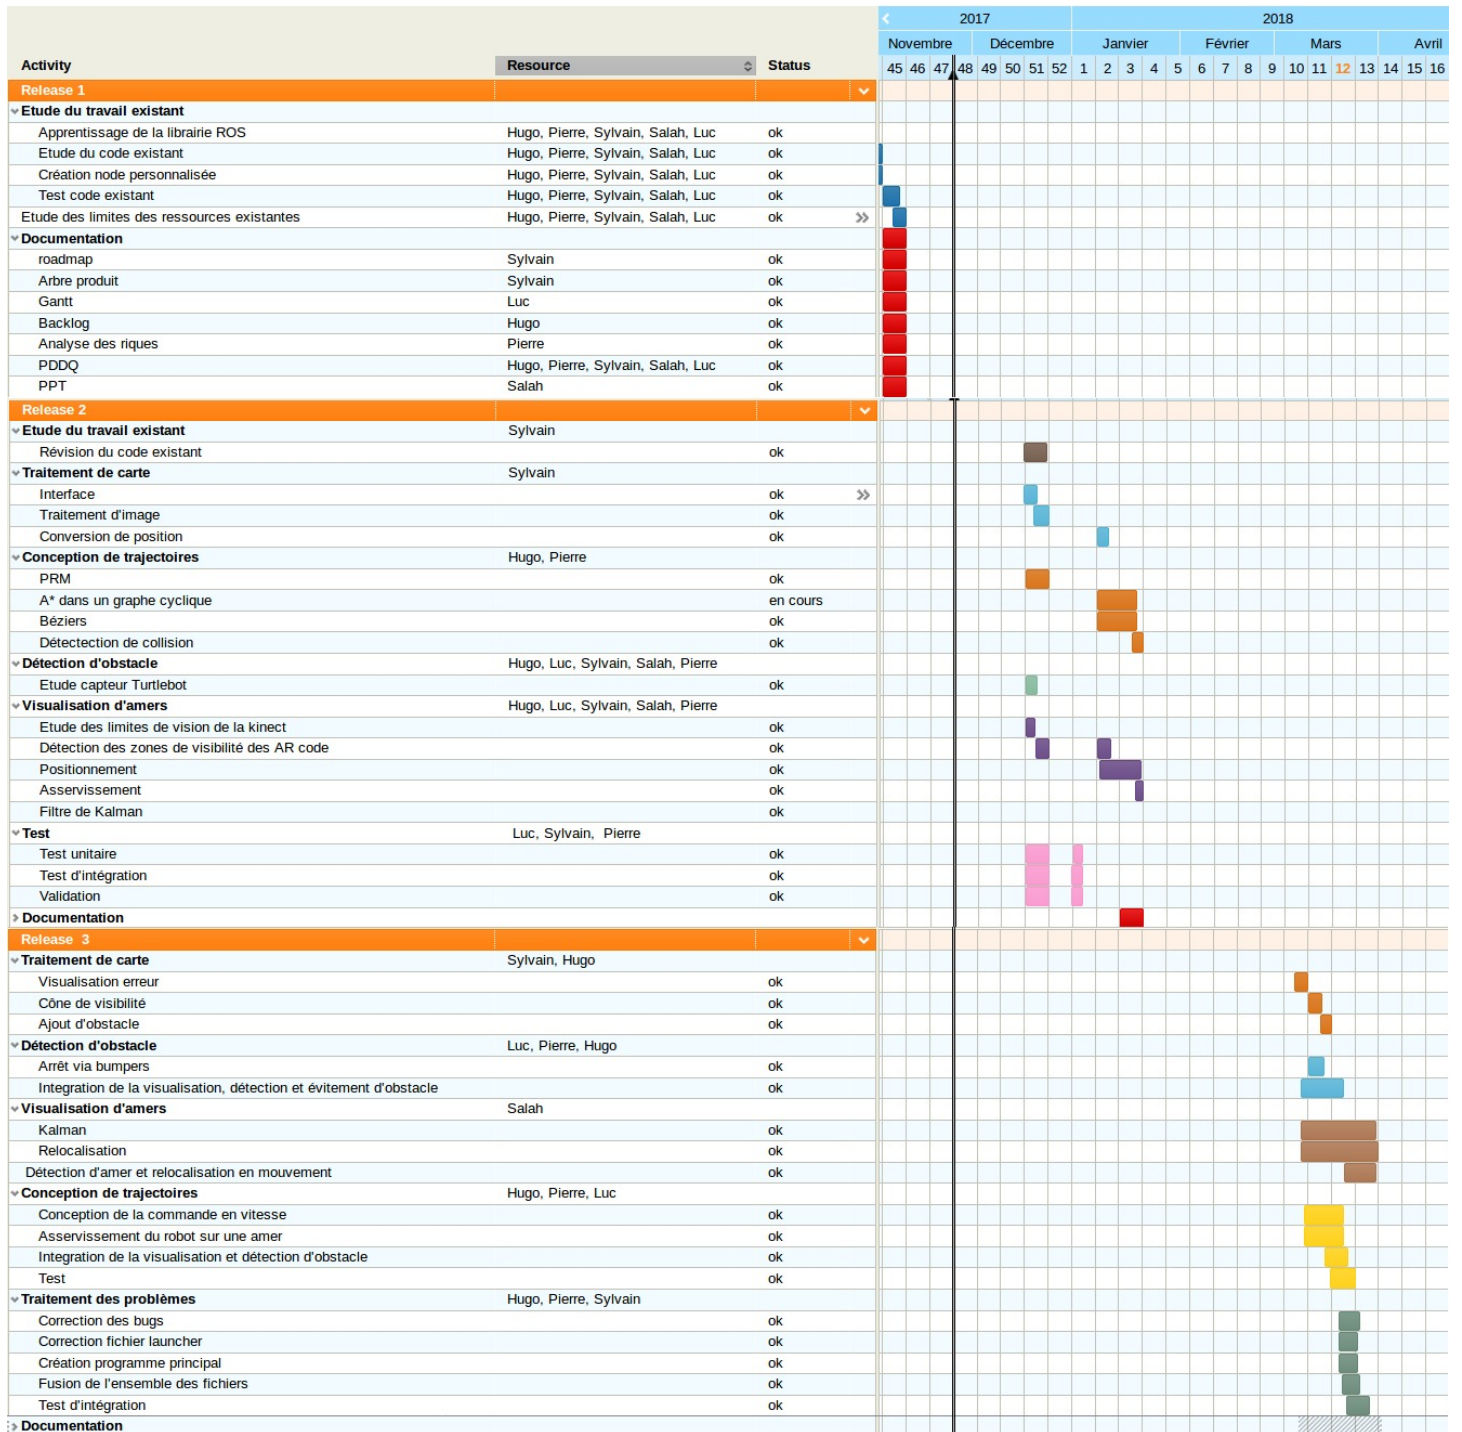 2017 2018
Novembre Décembre Janvier Février Mars Avril
Activity Resource Status 45 46 47 48 49 50 51 52 1 2 3 4 5 6 7 8 9 10 11 12 13 14 15 16
Release 1
Etude du travail existant
Apprentissage de la librairie ROS Hugo, Pierre, Sylvain, Salah, Luc ok
Etude du code existant Hugo, Pierre, Sylvain, Salah, Luc ok
Création node personnalisée Hugo, Pierre, Sylvain, Salah, Luc ok
Test code existant Hugo, Pierre, Sylvain, Salah, Luc ok
Etude des limites des ressources existantes Hugo, Pierre, Sylvain, Salah, Luc ok
Documentation
roadmap Sylvain ok
Arbre produit Sylvain ok
Gantt Luc ok
Backlog Hugo ok
Analyse des riques Pierre ok
PDDQ Hugo, Pierre, Sylvain, Salah, Luc ok
PPT Salah ok
Release 2
Etude du travail existant Sylvain
Révision du code existant ok
Traitement de carte Sylvain
Interface ok
Traitement d'image ok
Conversion de position ok
Conception de trajectoires Hugo, Pierre
PRM ok
A* dans un graphe cyclique en cours
Béziers ok
Détectection de collision ok
Détection d'obstacle Hugo, Luc, Sylvain, Salah, Pierre
Etude capteur Turtlebot ok
Visualisation d'amers Hugo, Luc, Sylvain, Salah, Pierre
Etude des limites de vision de la kinect ok
Détection des zones de visibilité des AR code ok
Positionnement ok
Asservissement ok
Filtre de Kalman ok
Test Luc, Sylvain, Pierre
Test unitaire ok
Test d'intégration ok
Validation ok
Documentation
Release 3
Traitement de carte Sylvain, Hugo
Visualisation erreur ok
Cône de visibilité ok
Ajout d'obstacle ok
Détection d'obstacle Luc, Pierre, Hugo
Arrêt via bumpers ok
Integration de la visualisation, détection et évitement d'obstacle ok
Visualisation d'amers Salah
Kalman ok
Relocalisation ok
Détection d'amer et relocalisation en mouvement ok
Conception de trajectoires Hugo, Pierre, Luc
Conception de la commande en vitesse ok
Asservissement du robot sur une amer ok
Integration de la visualisation et détection d'obstacle ok
Test ok
Traitement des problèmes Hugo, Pierre, Sylvain
Correction des bugs ok
Correction fichier launcher ok
Création programme principal ok
Fusion de l'ensemble des fichiers ok
Test d'intégration ok
Documentation